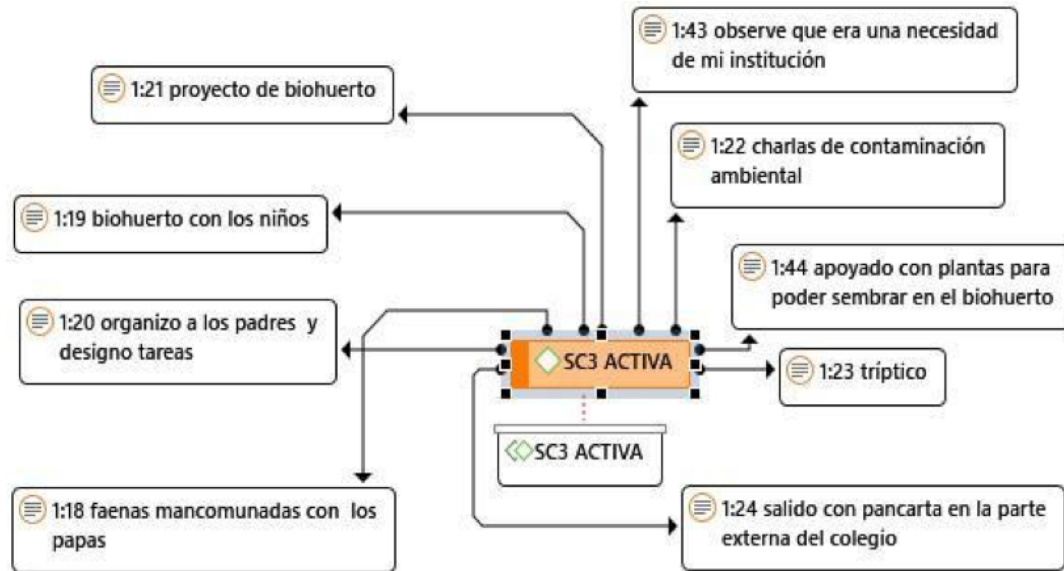 1:43 observe que era una necesidad
de mi institución
1:21 proyecto de biohuerto
1:22 charlas de contaminación
ambiental
1:19 biohuerto con los niños
1:44 apoyado con plantas para
poder sembrar en el biohuerto
1:20 organizo a los padres y
designo tareas
SC3 ACTIVA
1:23 tríptico
SC3 ACTIVA
1:18 faenas mancomunadas con los
papas
1:24 salido con pancarta en la parte
externa del colegio